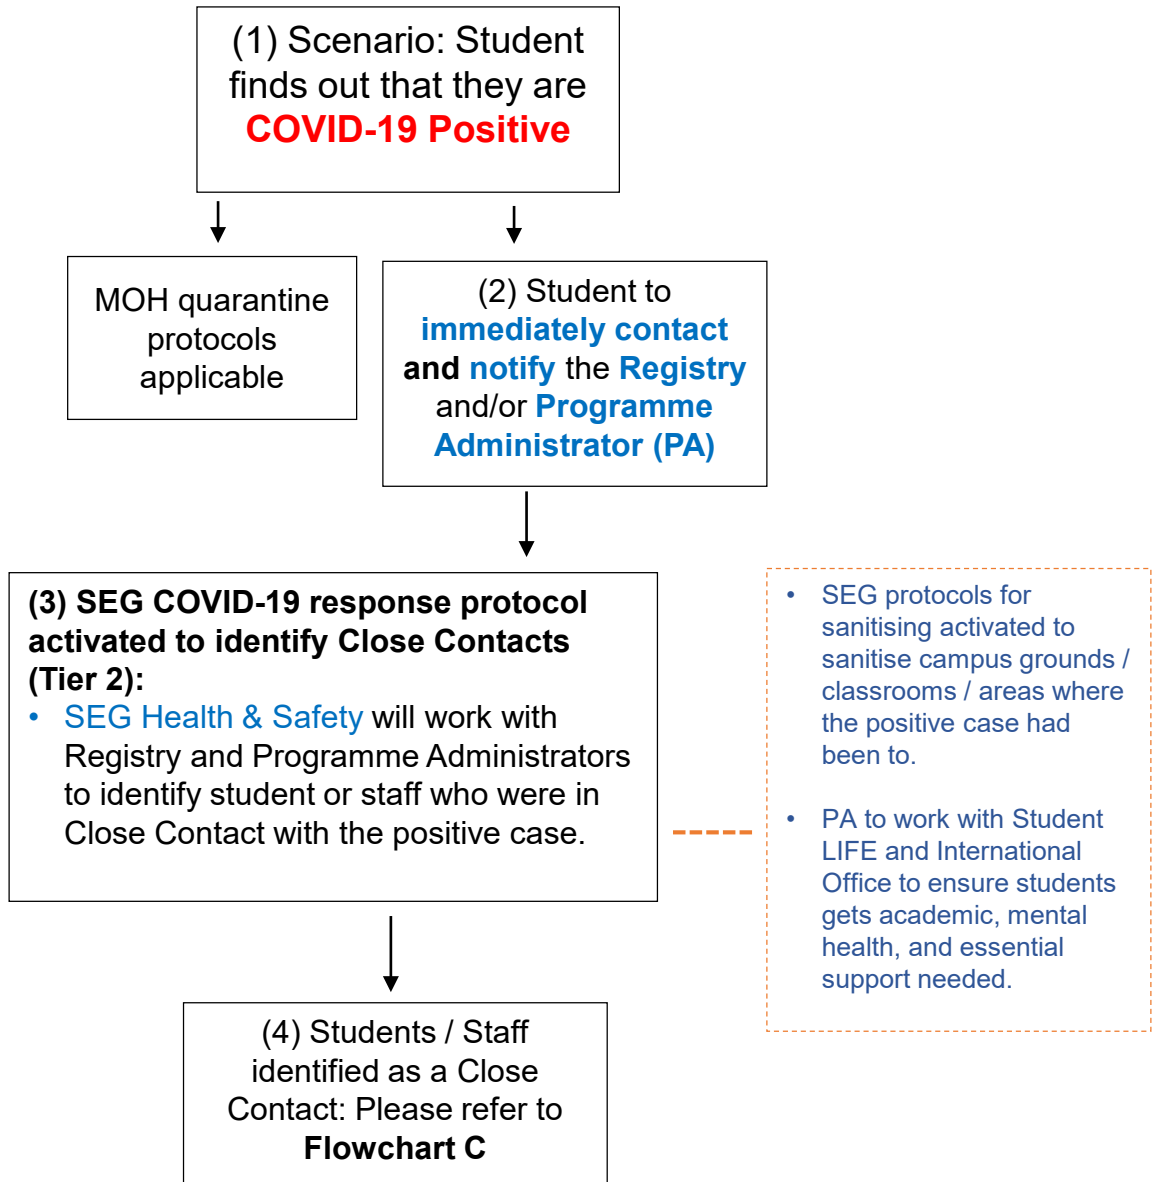 (1) Scenario: Student
finds out that they are
COVID-19 Positive
MOH quarantine
protocols
applicable
(2) Student to
immediately contact
and notify the Registry
and/or Programme
Administrator (PA)
(3) SEG COVID-19 response protocol
activated to identify Close Contacts
(Tier 2):
• SEG Health & Safety will work with
Registry and Programme Administrators
to identify student or staff who were in
Close Contact with the positive case.
• SEG protocols for
sanitising activated to
sanitise campus grounds /
classrooms / areas where
the positive case had
been to.
• PA to work with Student
LIFE and International
Office to ensure students
gets academic, mental
health, and essential
support needed.
(4) Students / Staff
identified as a Close
Contact: Please refer to
Flowchart C